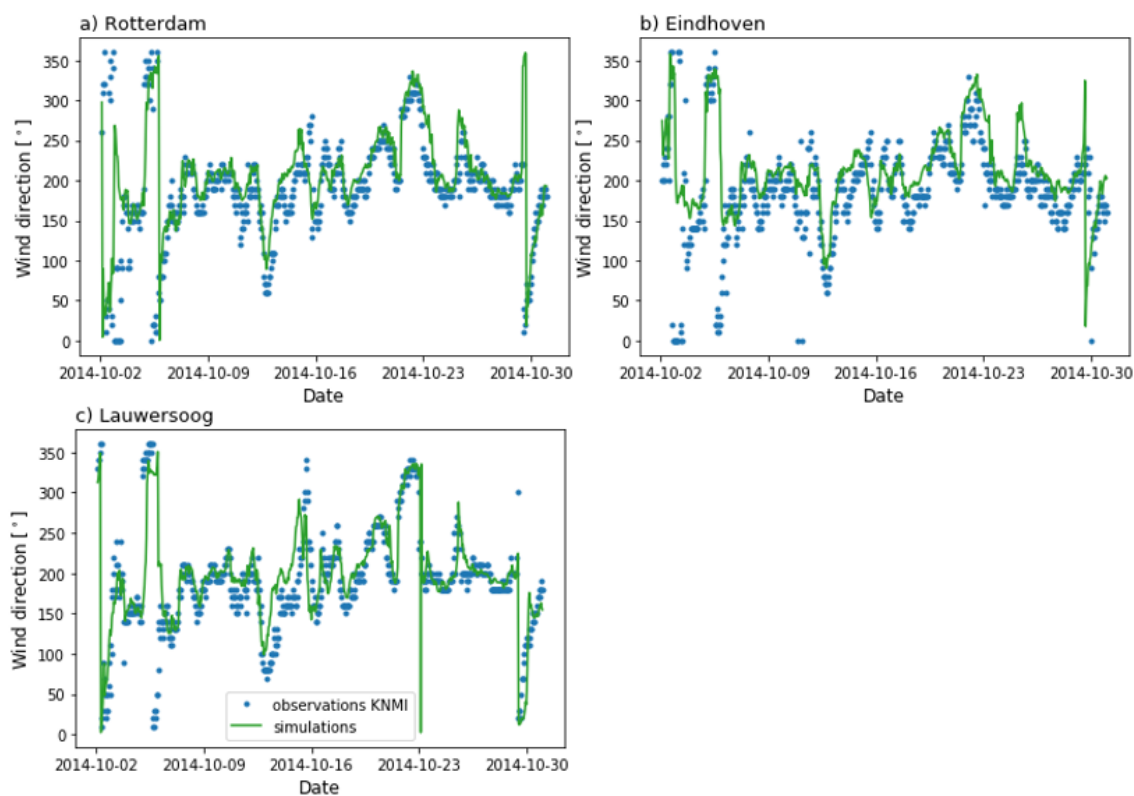 a) Rotterdam
b) Eindhoven
350
300
250
200
150
100
50
0
Wind direction [ ° ]
2014-10-02 2014-10-09 2014-10-16 2014-10-23 2014-10-30
Date
350
300
250
200
150
100
50
0
Wind direction [ ° ]
2014-10-02 2014-10-09 2014-10-16 2014-10-23 2014-10-30
Date
c) Lauwersoog
350
300
250
200
150
100
50
0
Wind direction [ ° ]
observations KNMI
simulations
2014-10-02 2014-10-09 2014-10-16 2014-10-23 2014-10-30
Date